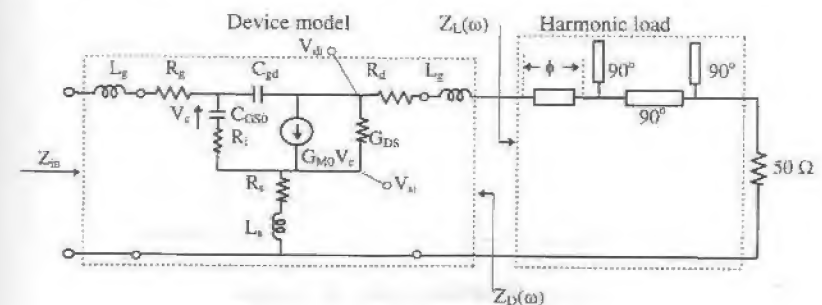 Device model
Z_L(ω)
Harmonic load
V_di
L_g
R_g
C_gd
R_d
L_g
ϕ
90°
90°
V_c
C_GS0
R_i
G_DS
90°
G_M0V_c
Z_in
R_s
50 Ω
L_s
Z_D(ω)